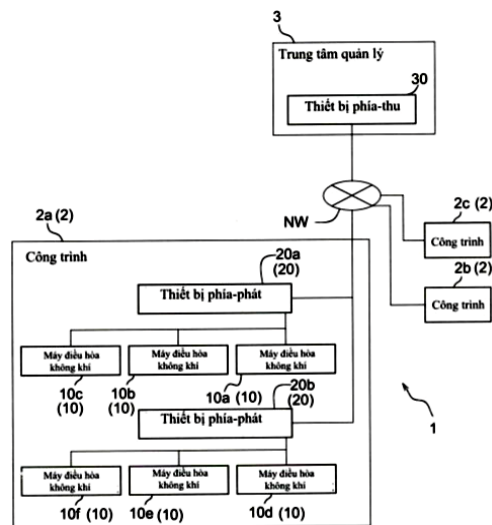 3
Trung tâm quản lý
30
Thiết bị phía-thu
NW
2a (2)
2c (2)
Công trình
2b (2)
Công trình
Công trình
20a
(20)
Thiết bị phía-phát
Máy điều hòa
không khí
Máy điều hòa
không khí
Máy điều hòa
không khí
10c
(10)
10b
(10)
10a (10)
20b
(20)
Thiết bị phía-phát
1
Máy điều hòa
không khí
Máy điều hòa
không khí
Máy điều hòa
không khí
10f (10)
10e (10)
10d (10)